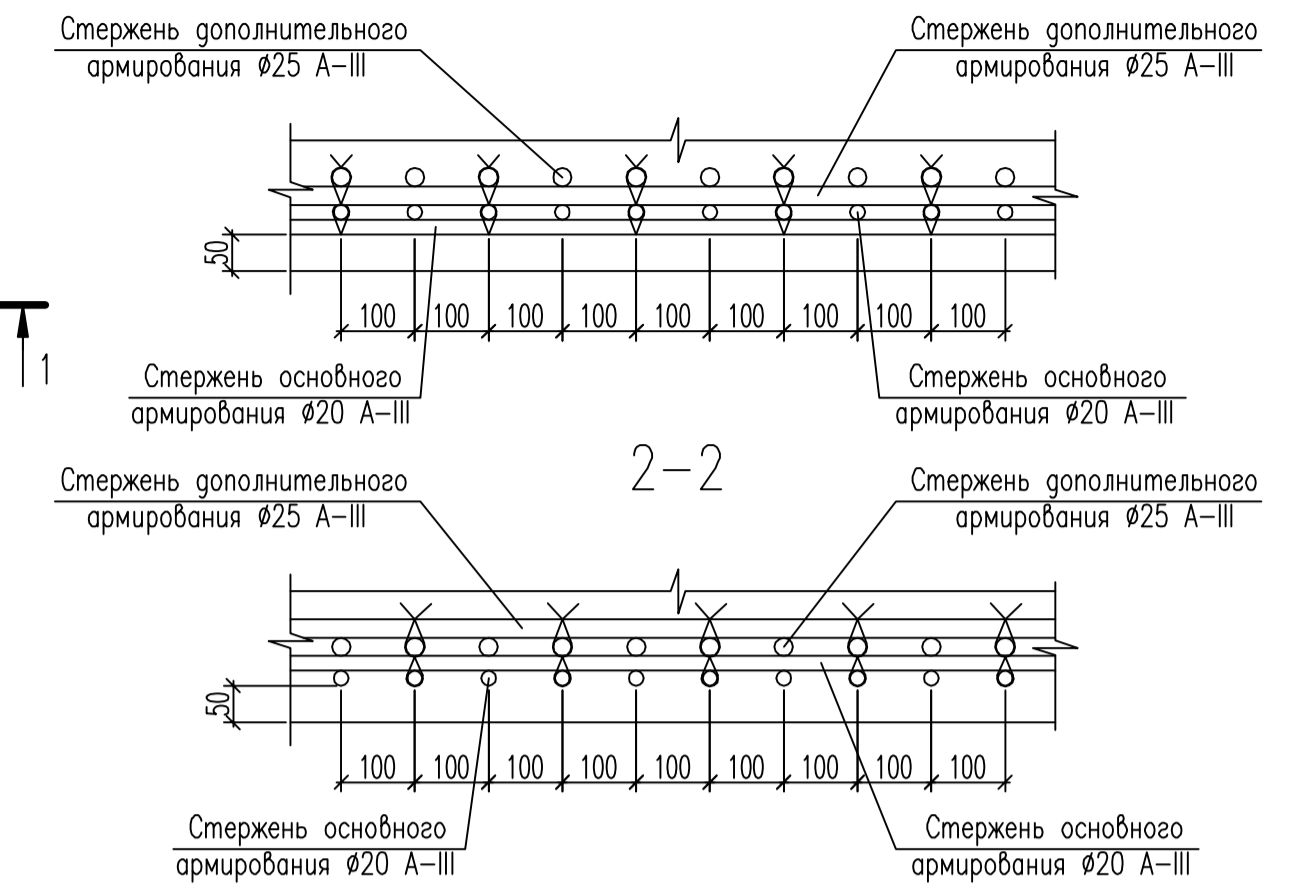 Стержень дополнительного
армирования Ø25 А-III
Стержень дополнительного
армирования Ø25 А-III
50
100 100 100 100 100 100 100 100 100
1
Стержень основного
армирования Ø20 А-III
Стержень основного
армирования Ø20 А-III
2-2
Стержень дополнительного
армирования Ø25 А-III
Стержень дополнительного
армирования Ø25 А-III
50
100 100 100 100 100 100 100 100 100
Стержень основного
армирования Ø20 А-III
Стержень основного
армирования Ø20 А-III